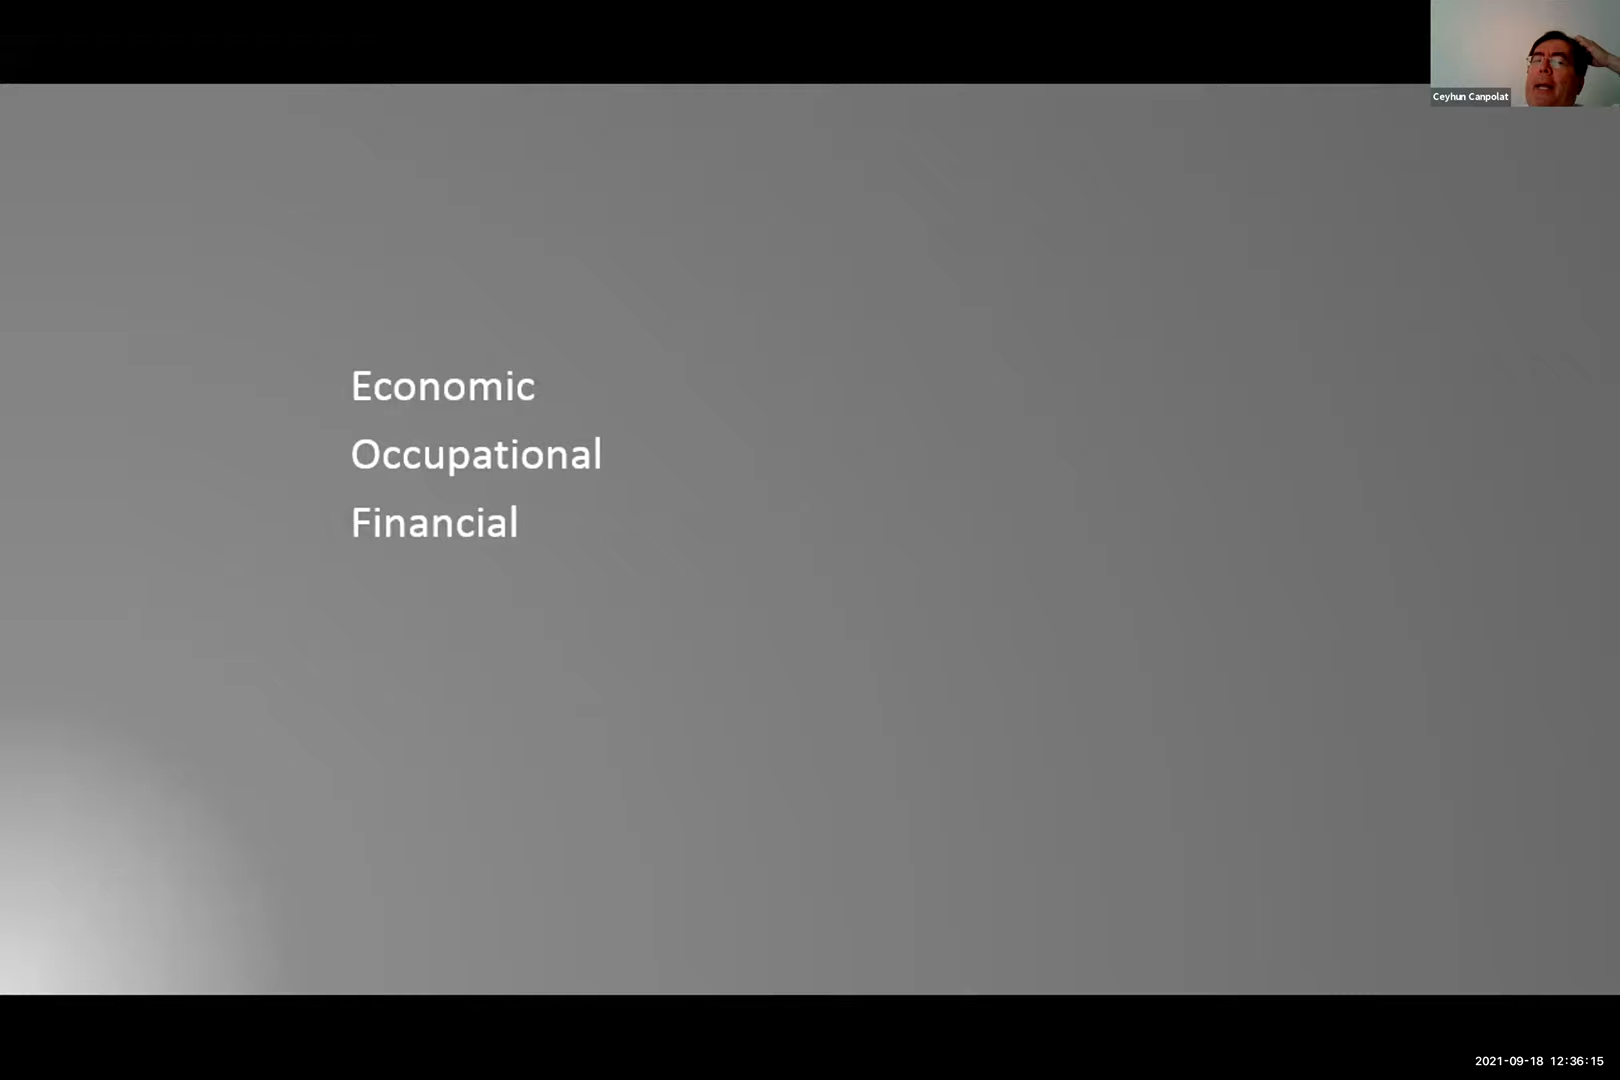 Ceyhun Canpolat
Economic
Occupational
Financial
2021-09-18 12:36:15